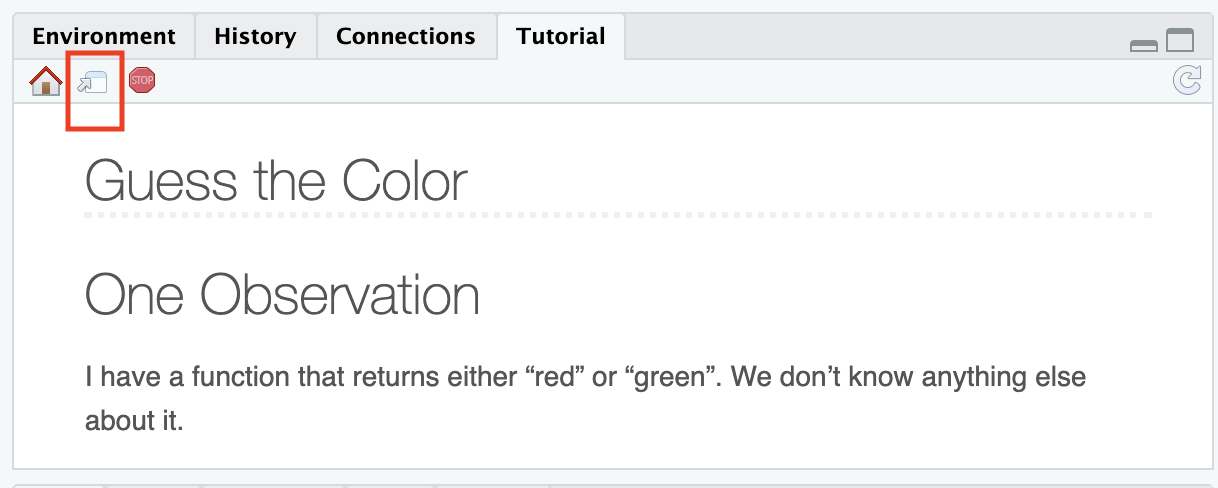 Environment History Connections Tutorial
STOP
Guess the Color
One Observation
I have a function that returns either “red” or “green”. We don’t know anything else
about it.